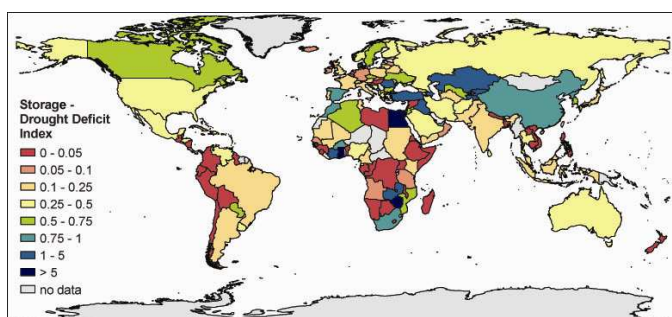 Storage -
Drought Deficit
Index
0 - 0.05
0.05 - 0.1
0.1 - 0.25
0.25 - 0.5
0.5 - 0.75
0.75 - 1
1 - 5
> 5
no data